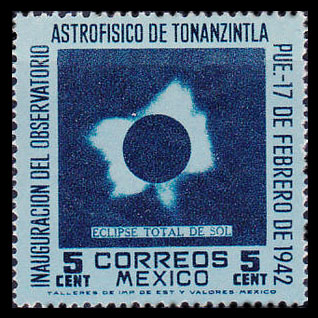 INAUGURACION DEL OBSERVATORIO
ASTROFISICO DE TONANZINTLA
PUE.-17 DE FEBRERO DE 1942
ECLIPSE TOTAL DE SOL
5 CENT
CORREOS
MEXICO
5 CENT
TALLERES DE IMP. DE EST. Y VALORES MEXICO